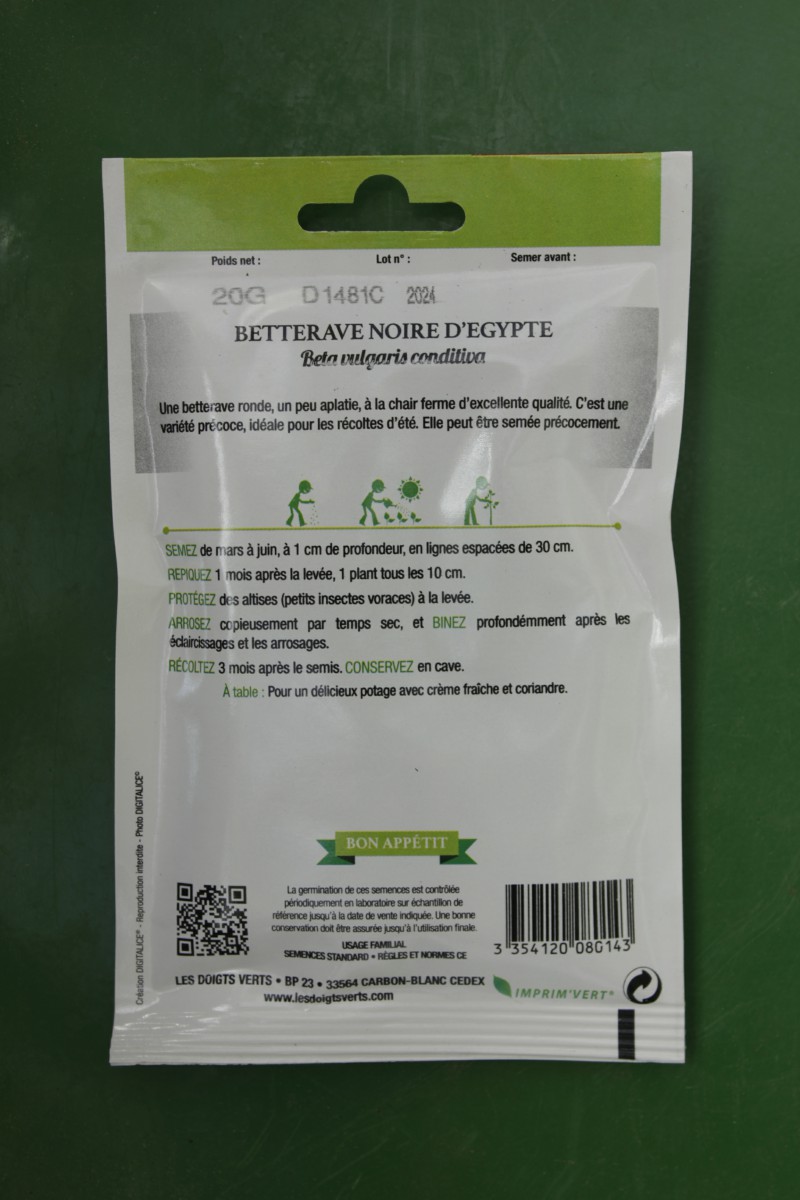 Poids net : Lot n° : Semer avant :
20G D1481C 2024
BETTERAVE NOIRE D'EGYPTE
Beta vulgaris conditiva
Une betterave ronde, un peu aplatie, à la chair ferme d'excellente qualité. C'est une
variété précoce, idéale pour les récoltes d'été. Elle peut être semée précocement.
SEMEZ de mars à juin, à 1 cm de profondeur, en lignes espacées de 30 cm.
REPIQUEZ 1 mois après la levée, 1 plant tous les 10 cm.
PROTÉGEZ des altises (petits insectes voraces) à la levée.
ARROSEZ copieusement par temps sec, et BINEZ profondémment après les
éclaircissages et les arrosages.
RÉCOLTEZ 3 mois après le semis. CONSERVEZ en cave.
À table : Pour un délicieux potage avec crème fraîche et coriandre.
Création DIGITALICE® - Reproduction interdite - Photo DIGITALICE®
BON APPÉTIT
La germination de ces semences est contrôlée
périodiquement en laboratoire sur échantillon de
référence jusqu'à la date de vente indiquée. Une bonne
conservation doit être assurée jusqu'à l'utilisation finale.
USAGE FAMILIAL
SEMENCES STANDARD • RÈGLES ET NORMES CE
3 354120 080143
LES DOIGTS VERTS • BP 23 • 33564 CARBON-BLANC CEDEX
www.lesdoigtsverts.com
IMPRIM'VERT®